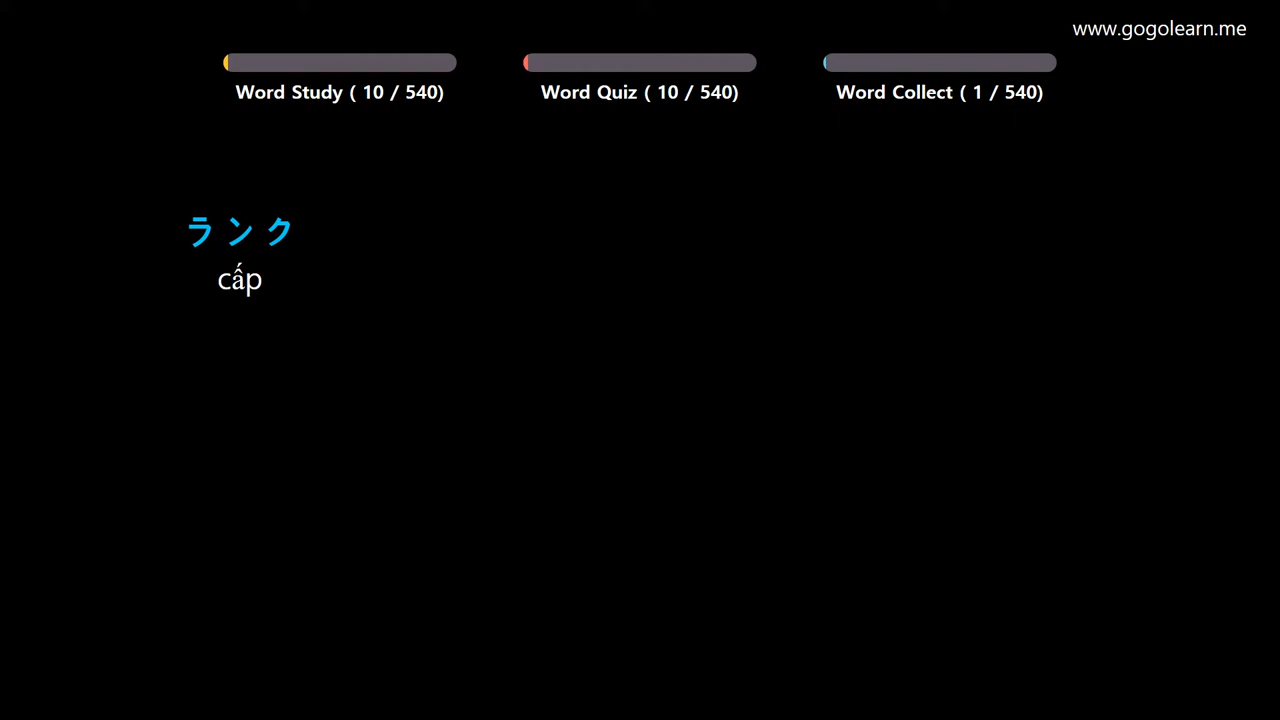 www.gogolearn.me
Word Study ( 10 / 540)
Word Quiz ( 10 / 540)
Word Collect ( 1 / 540)
ランク
cấp